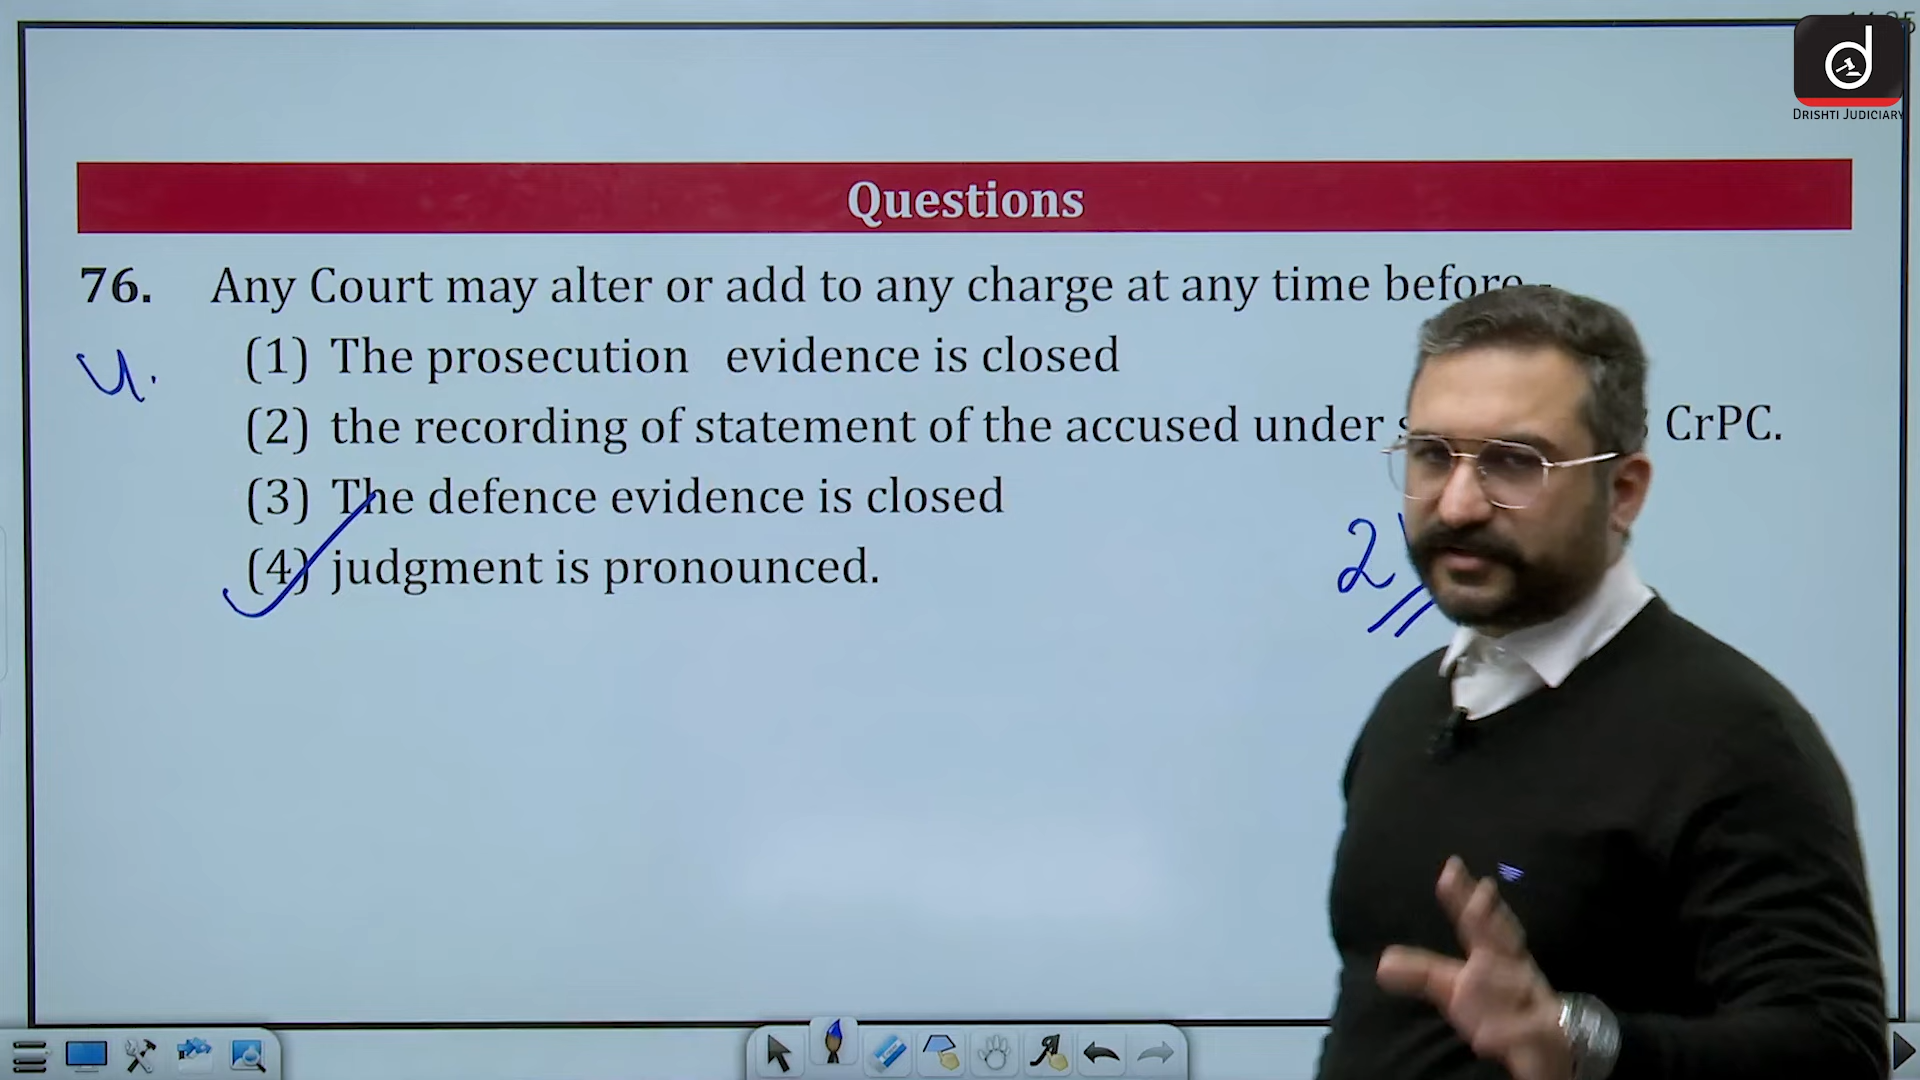 DRISHTI JUDICIARY
Questions
76. Any Court may alter or add to any charge at any time before
(1) The prosecution evidence is closed
(2) the recording of statement of the accused under CrPC.
(3) The defence evidence is closed
(4) judgment is pronounced.